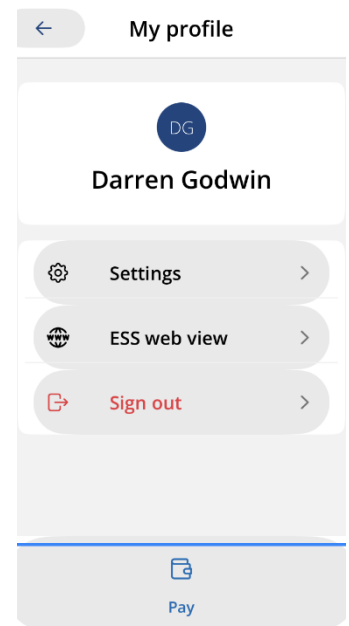 My profile
DG
Darren Godwin
Settings
WWW
ESS web view
Sign out
Pay